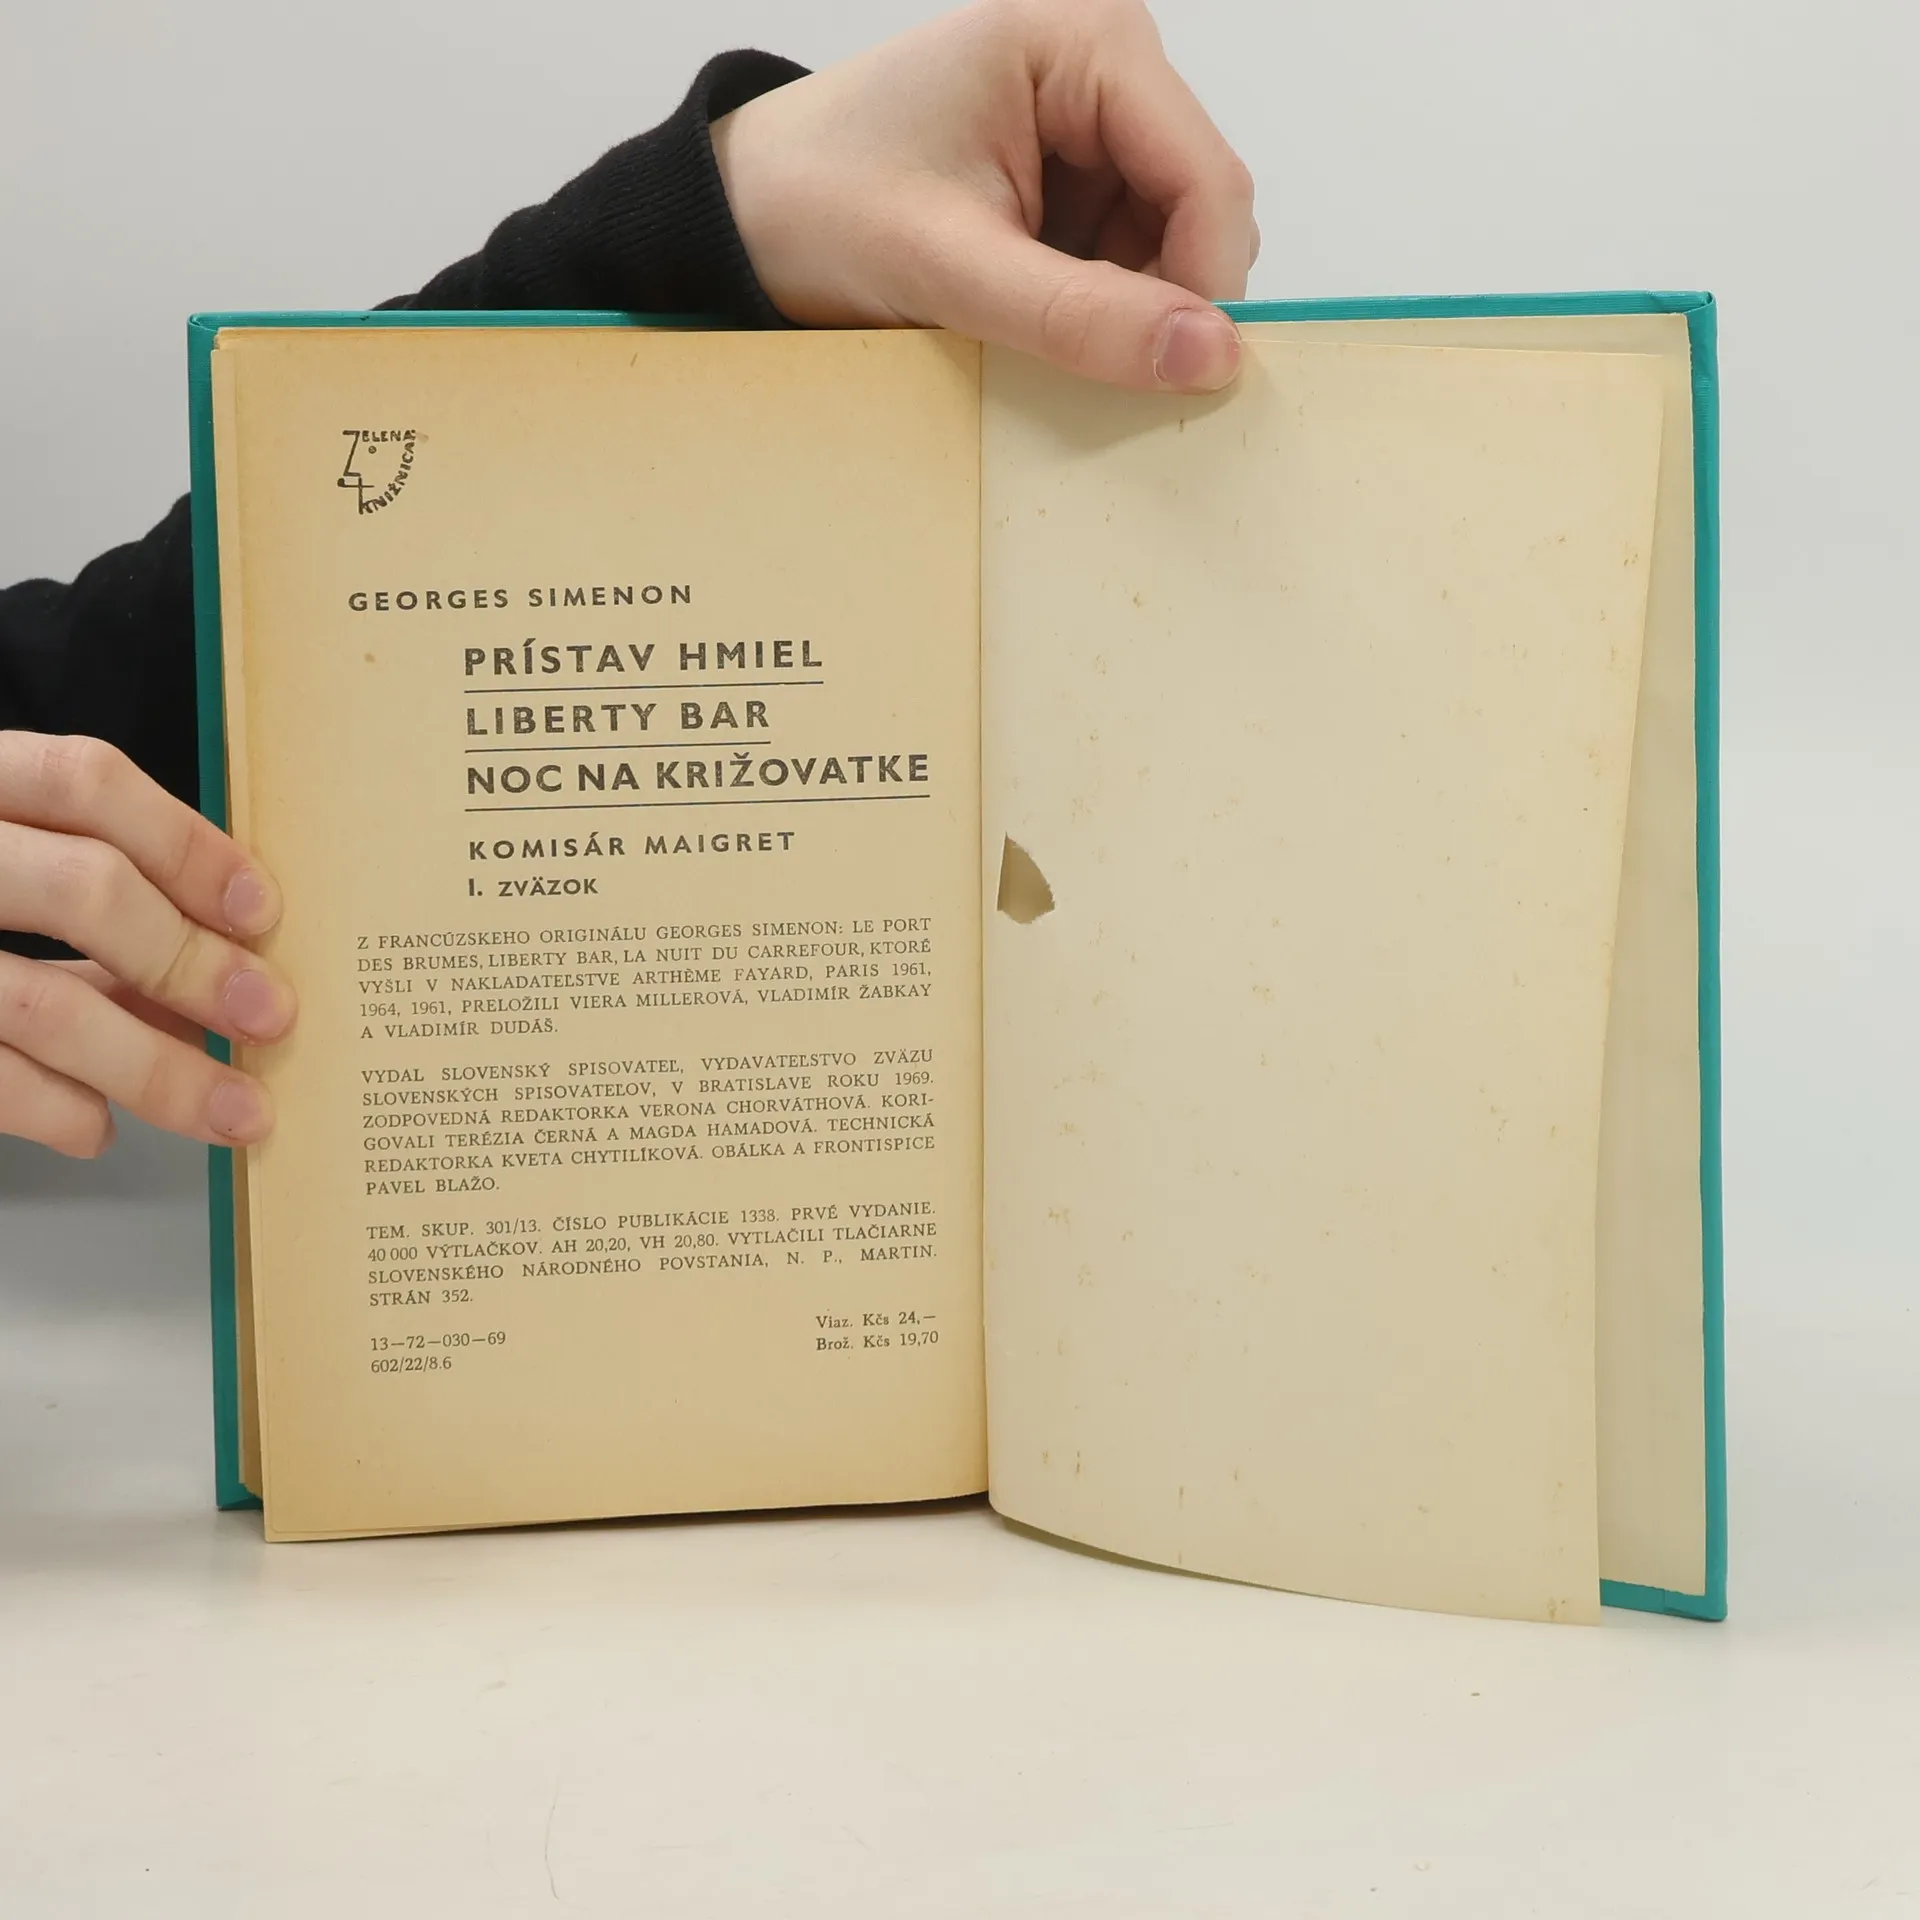 ZELENÁ
KNIŽNICA
GEORGES SIMENON
PRÍSTAV HMIEL
LIBERTY BAR
NOC NA KRIŽOVATKE
KOMISÁR MAIGRET
I. ZVÄZOK
Z FRANCÚZSKEHO ORIGINÁLU GEORGES SIMENON: LE PORT
DES BRUMES, LIBERTY BAR, LA NUIT DU CARREFOUR, KTORÉ
VYŠLI V NAKLADATEĽSTVE ARTHÈME FAYARD, PARIS 1961,
1964, 1961, PRELOŽILI VIERA MILLEROVÁ, VLADIMÍR ŽABKAY
A VLADIMÍR DUDÁŠ.
VYDAL SLOVENSKÝ SPISOVATEĽ, VYDAVATEĽSTVO ZVÄZU
SLOVENSKÝCH SPISOVATEĽOV, V BRATISLAVE ROKU 1969.
ZODPOVEDNÁ REDAKTORKA VERONA CHORVÁTHOVÁ. KORI-
GOVALI TERÉZIA ČERNÁ A MAGDA HAMADOVÁ. TECHNICKÁ
REDAKTORKA KVETA CHYTILÍKOVÁ. OBÁLKA A FRONTISPICE
PAVEL BLAŽO.
TEM. SKUP. 301/13. ČÍSLO PUBLIKÁCIE 1338. PRVÉ VYDANIE.
40 000 VÝTLAČKOV. AH 20,20, VH 20,80. VYTLAČILI TLAČIARNE
SLOVENSKÉHO NÁRODNÉHO POVSTANIA, N. P., MARTIN.
STRÁN 352.
13—72—030—69
602/22/8.6
Viaz. Kčs 24,—
Brož. Kčs 19,70